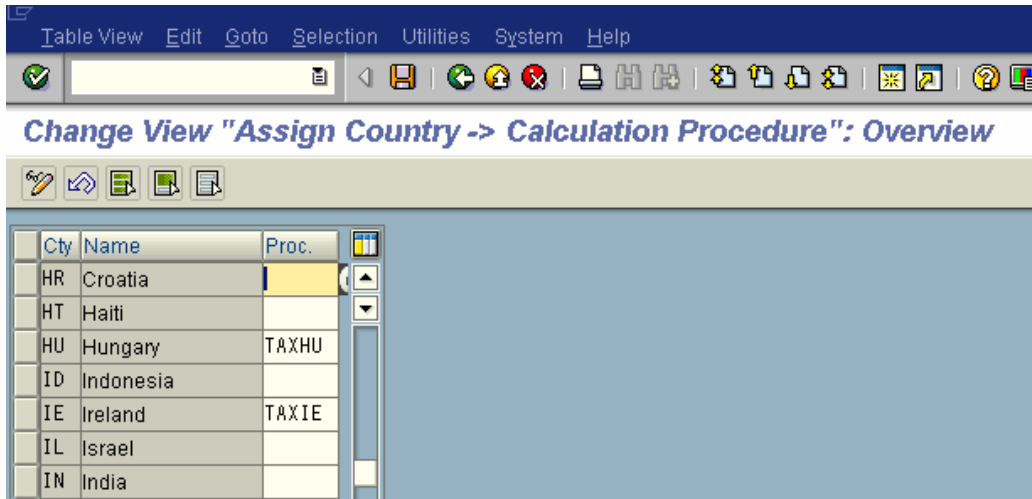 Table View Edit Goto Selection Utilities System Help
Change View "Assign Country -> Calculation Procedure": Overview
Cty Name Proc.
HR Croatia
HT Haiti
HU Hungary TAXHU
ID Indonesia
IE Ireland TAXIE
IL Israel
IN India